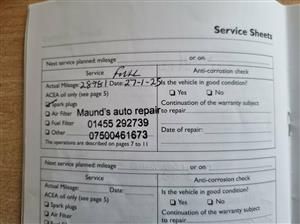 Service Sheets
Next service planned: mileage or on
Service Full Anti-corrosion check
Actual Mileage: 28981 Date: 27-1-25 Is the vehicle in good condition?
ACEA oil only (see page 5) Yes No
Spark plugs Continuation of the warranty subject
Air Filter to repair
Fuel Filter
Other Date of repair:
Maund's auto repair
01455 292739
07500461673
The operations are described on pages 7 to 11
Next service planned: mileage or on
Service Anti-corrosion check
Actual Mileage: Date: Is the vehicle in good condition?
ACEA oil only (see page 5) Yes No
Spark plugs Continuation of the warranty subject
Air Filter to repair
Fuel